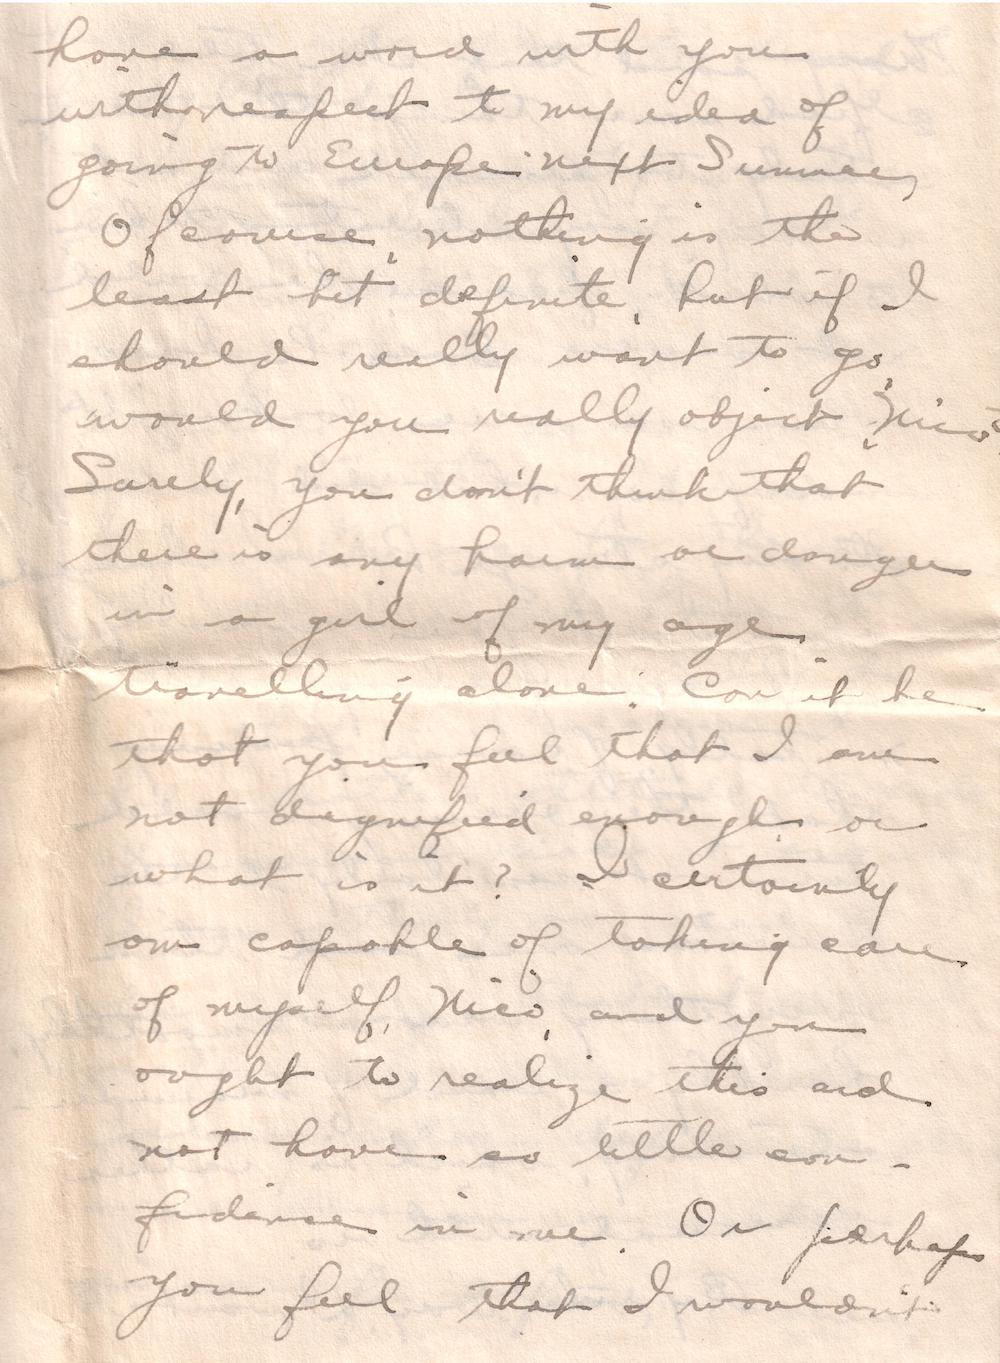 have a word with you
with respect to my idea of
going to Europe next Summer,
Of course, nothing is the
least bit definite, but if I
should really want to go,
would you really object, Nico?
Surely, you don't think that
there is any harm or danger
in a girl of my age
travelling alone. Can it be
that you feel that I am
not dignified enough or
what is it? I certainly
am capable of taking care
of myself, Nico, and you
ought to realize this and
not have so little con-
fidence in me. Or perhaps
you feel that I wouldn't